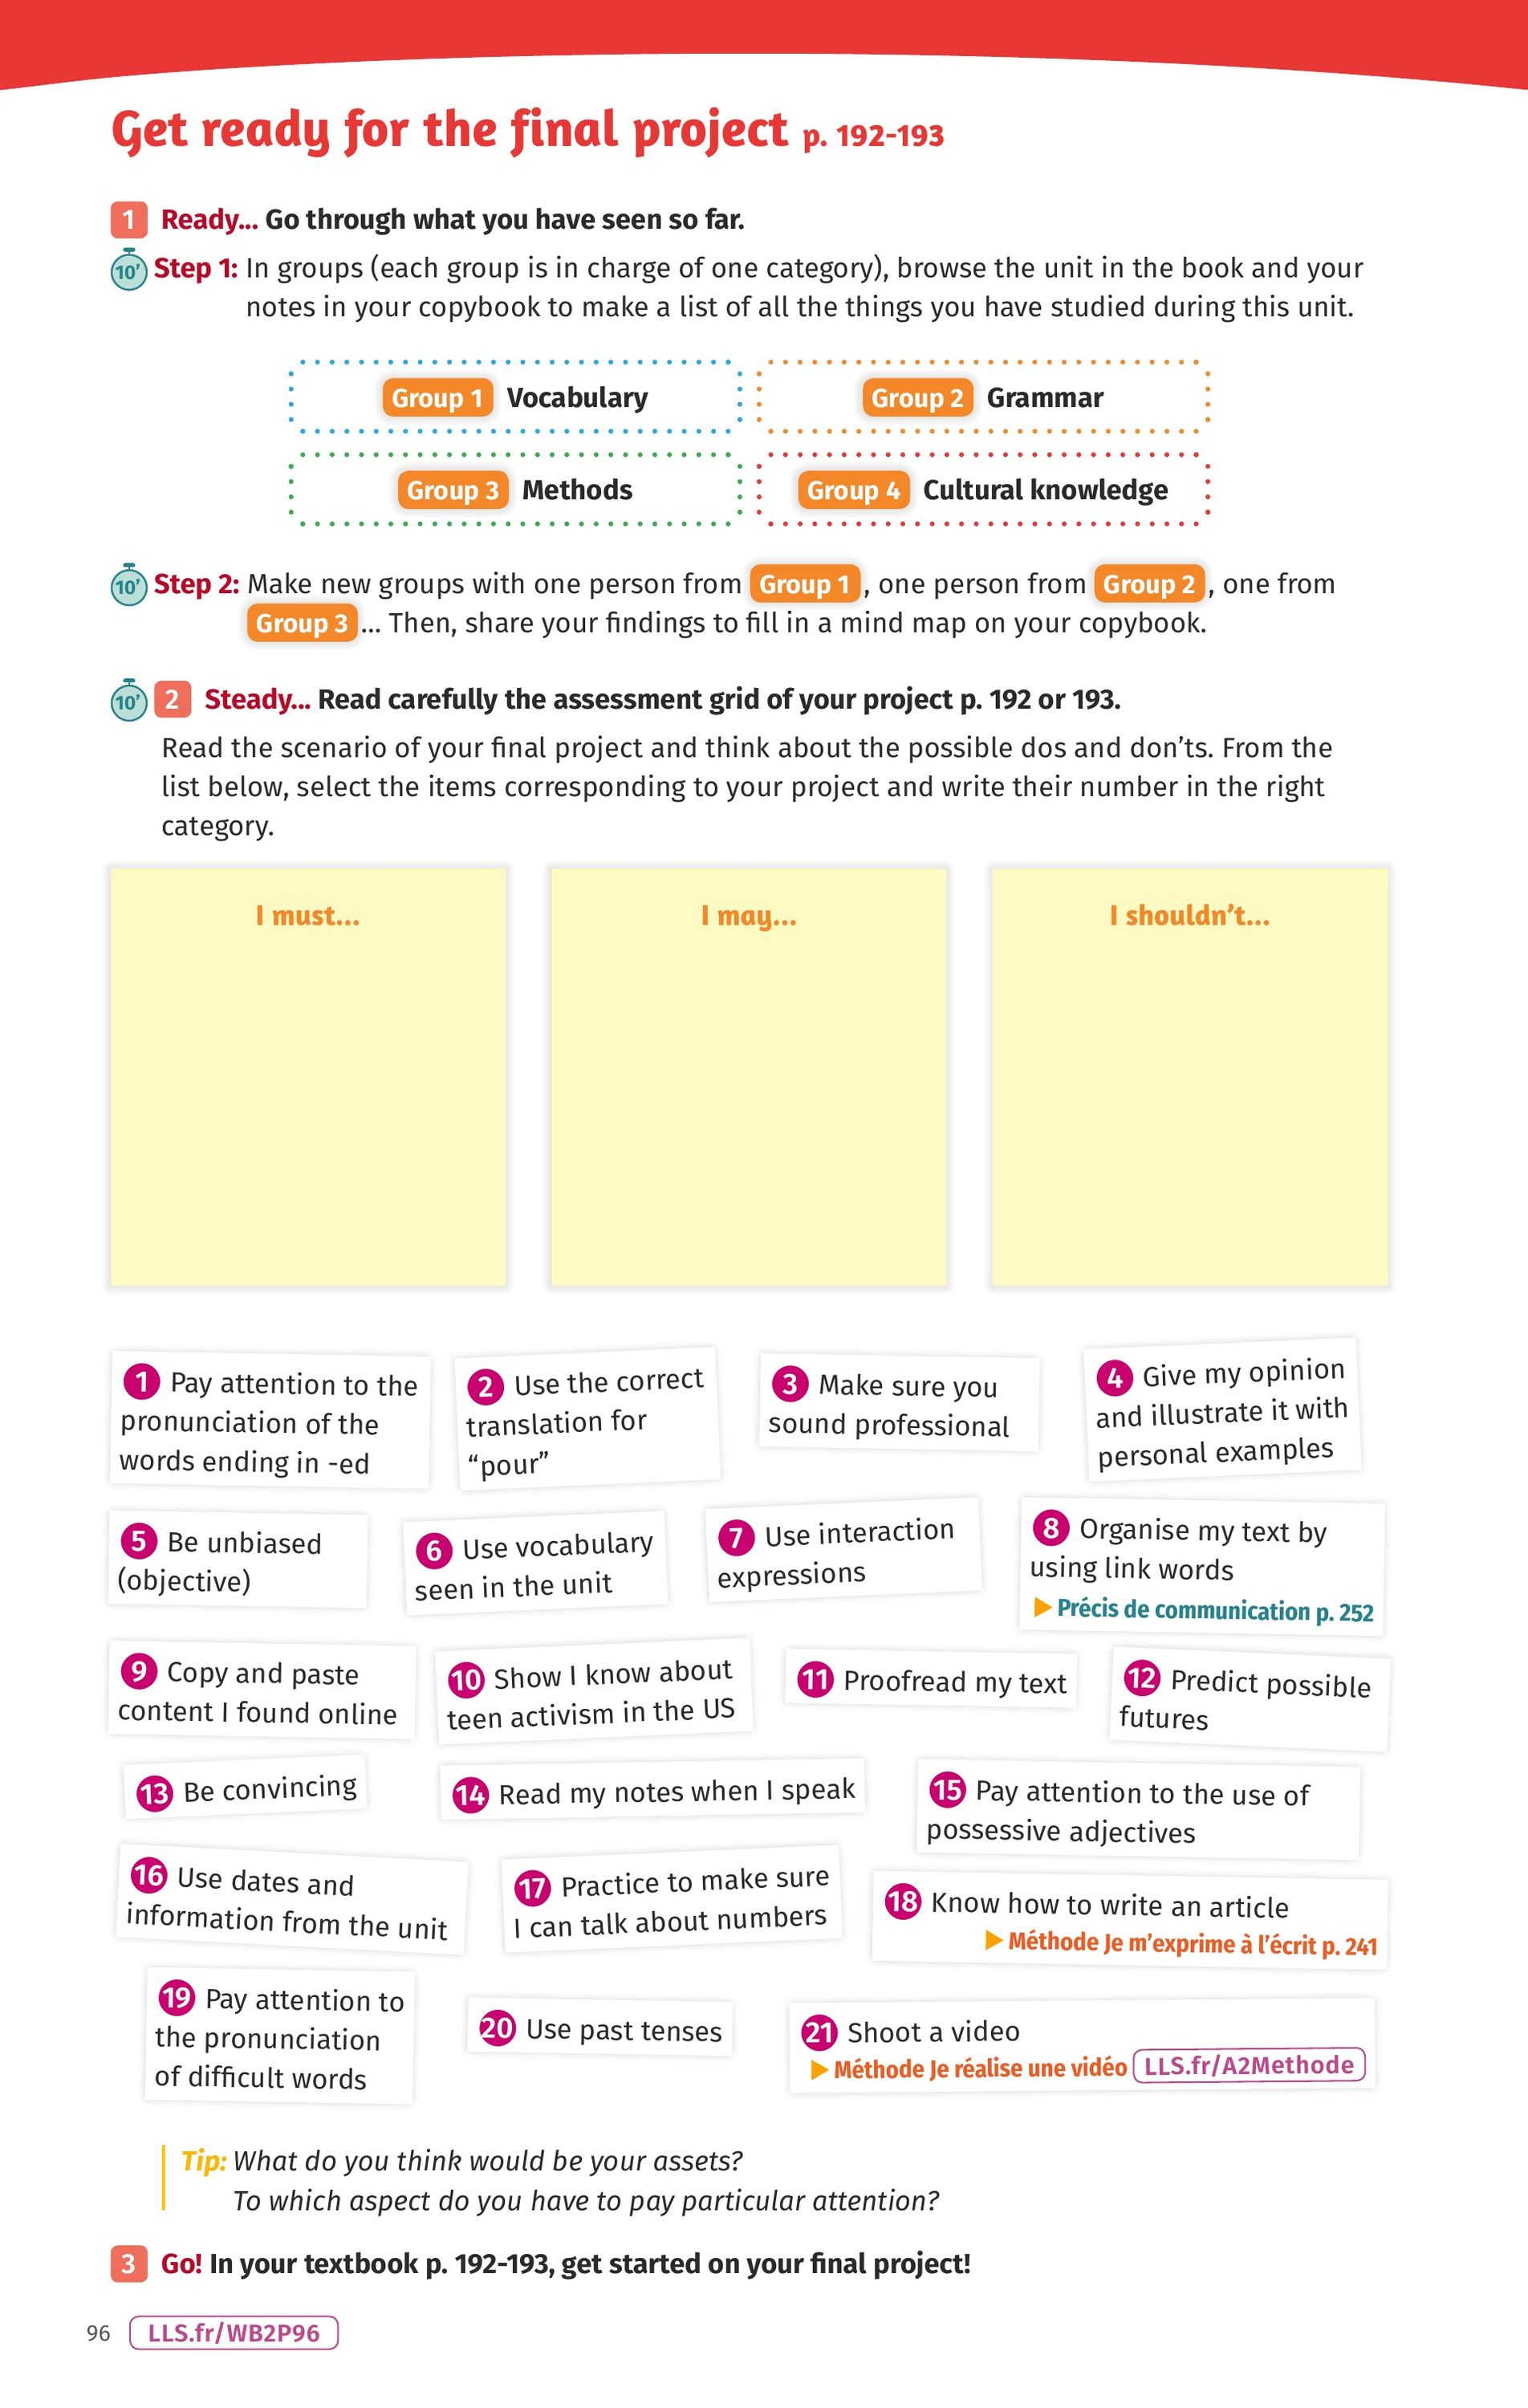 Get ready for the final project p. 192-193
1 Ready... Go through what you have seen so far.
10’ Step 1: In groups (each group is in charge of one category), browse the unit in the book and your
notes in your copybook to make a list of all the things you have studied during this unit.
Group 1 Vocabulary
Group 2 Grammar
Group 3 Methods
Group 4 Cultural knowledge
10’ Step 2: Make new groups with one person from Group 1, one person from Group 2, one from
Group 3... Then, share your findings to fill in a mind map on your copybook.
10’ 2 Steady... Read carefully the assessment grid of your project p. 192 or 193.
Read the scenario of your final project and think about the possible dos and don’ts. From the
list below, select the items corresponding to your project and write their number in the right
category.
I must...
I may...
I shouldn’t...
1 Pay attention to the
pronunciation of the
words ending in -ed
2 Use the correct
translation for
“pour”
3 Make sure you
sound professional
4 Give my opinion
and illustrate it with
personal examples
5 Be unbiased
(objective)
6 Use vocabulary
seen in the unit
7 Use interaction
expressions
8 Organise my text by
using link words
Précis de communication p. 252
9 Copy and paste
content I found online
10 Show I know about
teen activism in the US
11 Proofread my text
12 Predict possible
futures
13 Be convincing
14 Read my notes when I speak
15 Pay attention to the use of
possessive adjectives
16 Use dates and
information from the unit
17 Practice to make sure
I can talk about numbers
18 Know how to write an article
Méthode Je m’exprime à l’écrit p. 241
19 Pay attention to
the pronunciation
of difficult words
20 Use past tenses
21 Shoot a video
Méthode Je réalise une vidéo LLS.fr/A2Methode
Tip: What do you think would be your assets?
To which aspect do you have to pay particular attention?
3 Go! In your textbook p. 192-193, get started on your final project!
96 LLS.fr/WB2P96